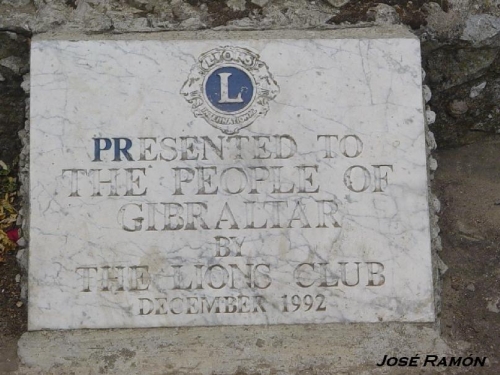 LIONS
L
INTERNATIONAL
PRESENTED TO
THE PEOPLE OF
GIBRALTAR
BY
THE LIONS CLUB
DECEMBER 1992
JOSÉ RAMÓN